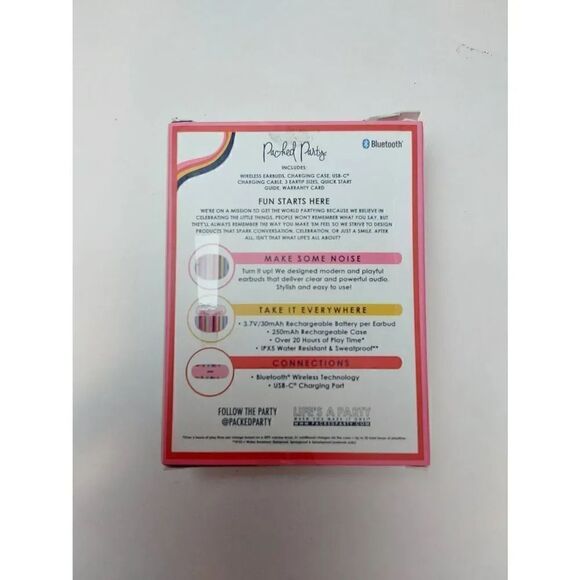 Packed Party
Bluetooth®
INCLUDES
WIRELESS EARBUDS, CHARGING CASE, USB-C®
CHARGING CABLE, 3 EARTIP SIZES, QUICK START
GUIDE, WARRANTY CARD
FUN STARTS HERE
WE'RE ON A MISSION TO GET THE WORLD PARTYING BECAUSE WE BELIEVE IN
CELEBRATING THE LITTLE THINGS. PEOPLE WON'T REMEMBER WHAT YOU SAY, BUT
THEY'LL ALWAYS REMEMBER THE WAY YOU MAKE 'EM FEEL SO WE STRIVE TO DESIGN
PRODUCTS THAT SPARK CONVERSATION, CELEBRATION, OR JUST A SMILE. AFTER
ALL, ISN'T THAT WHAT LIFE'S ALL ABOUT?
MAKE SOME NOISE
Turn it up! We designed modern and playful
earbuds that deliver clear and powerful audio.
Stylish and easy to use!
TAKE IT EVERYWHERE
• 3.7V/30mAh Rechargeable Battery per Earbud
• 250mAh Rechargeable Case
• Over 20 Hours of Play Time*
• IPX5 Water Resistant & Sweatproof**
CONNECTIONS
• Bluetooth® Wireless Technology
• USB-C® Charging Port
FOLLOW THE PARTY
@PACKEDPARTY
LIFE'S A PARTY
WHEN YOU MAKE IT ONE!®
WWW.PACKEDPARTY.COM